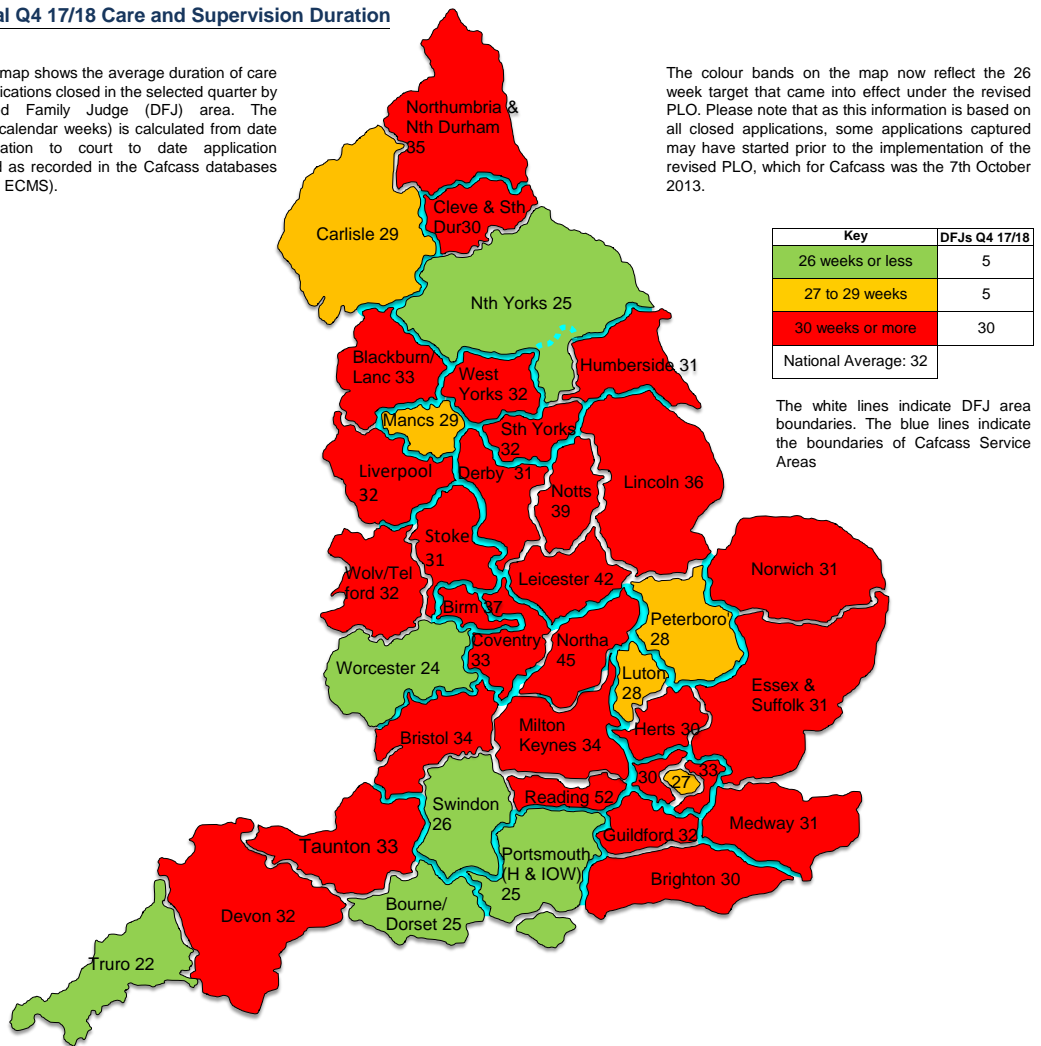 al Q4 17/18 Care and Supervision Duration
map shows the average duration of care
ications closed in the selected quarter by
d Family Judge (DFJ) area. The
calendar weeks) is calculated from date
ation to court to date application
d as recorded in the Cafcass databases
ECMS).
The colour bands on the map now reflect the 26
week target that came into effect under the revised
PLO. Please note that as this information is based on
all closed applications, some applications captured
may have started prior to the implementation of the
revised PLO, which for Cafcass was the 7th October
2013.
Key DFJs Q4 17/18
26 weeks or less 5
27 to 29 weeks 5
30 weeks or more 30
National Average: 32
The white lines indicate DFJ area
boundaries. The blue lines indicate
the boundaries of Cafcass Service
Areas
Northumbria &
Nth Durham
35
Cleve & Sth
Dur30
Carlisle 29
Nth Yorks 25
Blackburn/
Lanc 33
West
Yorks 32
Humberside 31
Mancs 29
Sth Yorks
32
Liverpool
32
Derby 31
Notts
39
Lincoln 36
Stoke
31
Wolv/Tel
ford 32
Leicester 42
Norwich 31
Birm 37
Peterboro'
28
Coventry
33
Northa
45
Worcester 24
Luton
28
Essex &
Suffolk 31
Bristol 34
Milton
Keynes 34
Herts 30
30
27
33
Reading 52
Swindon
26
Medway 31
Guildford 32
Taunton 33
Portsmouth
(H & IOW)
25
Brighton 30
Bourne/
Dorset 25
Devon 32
Truro 22